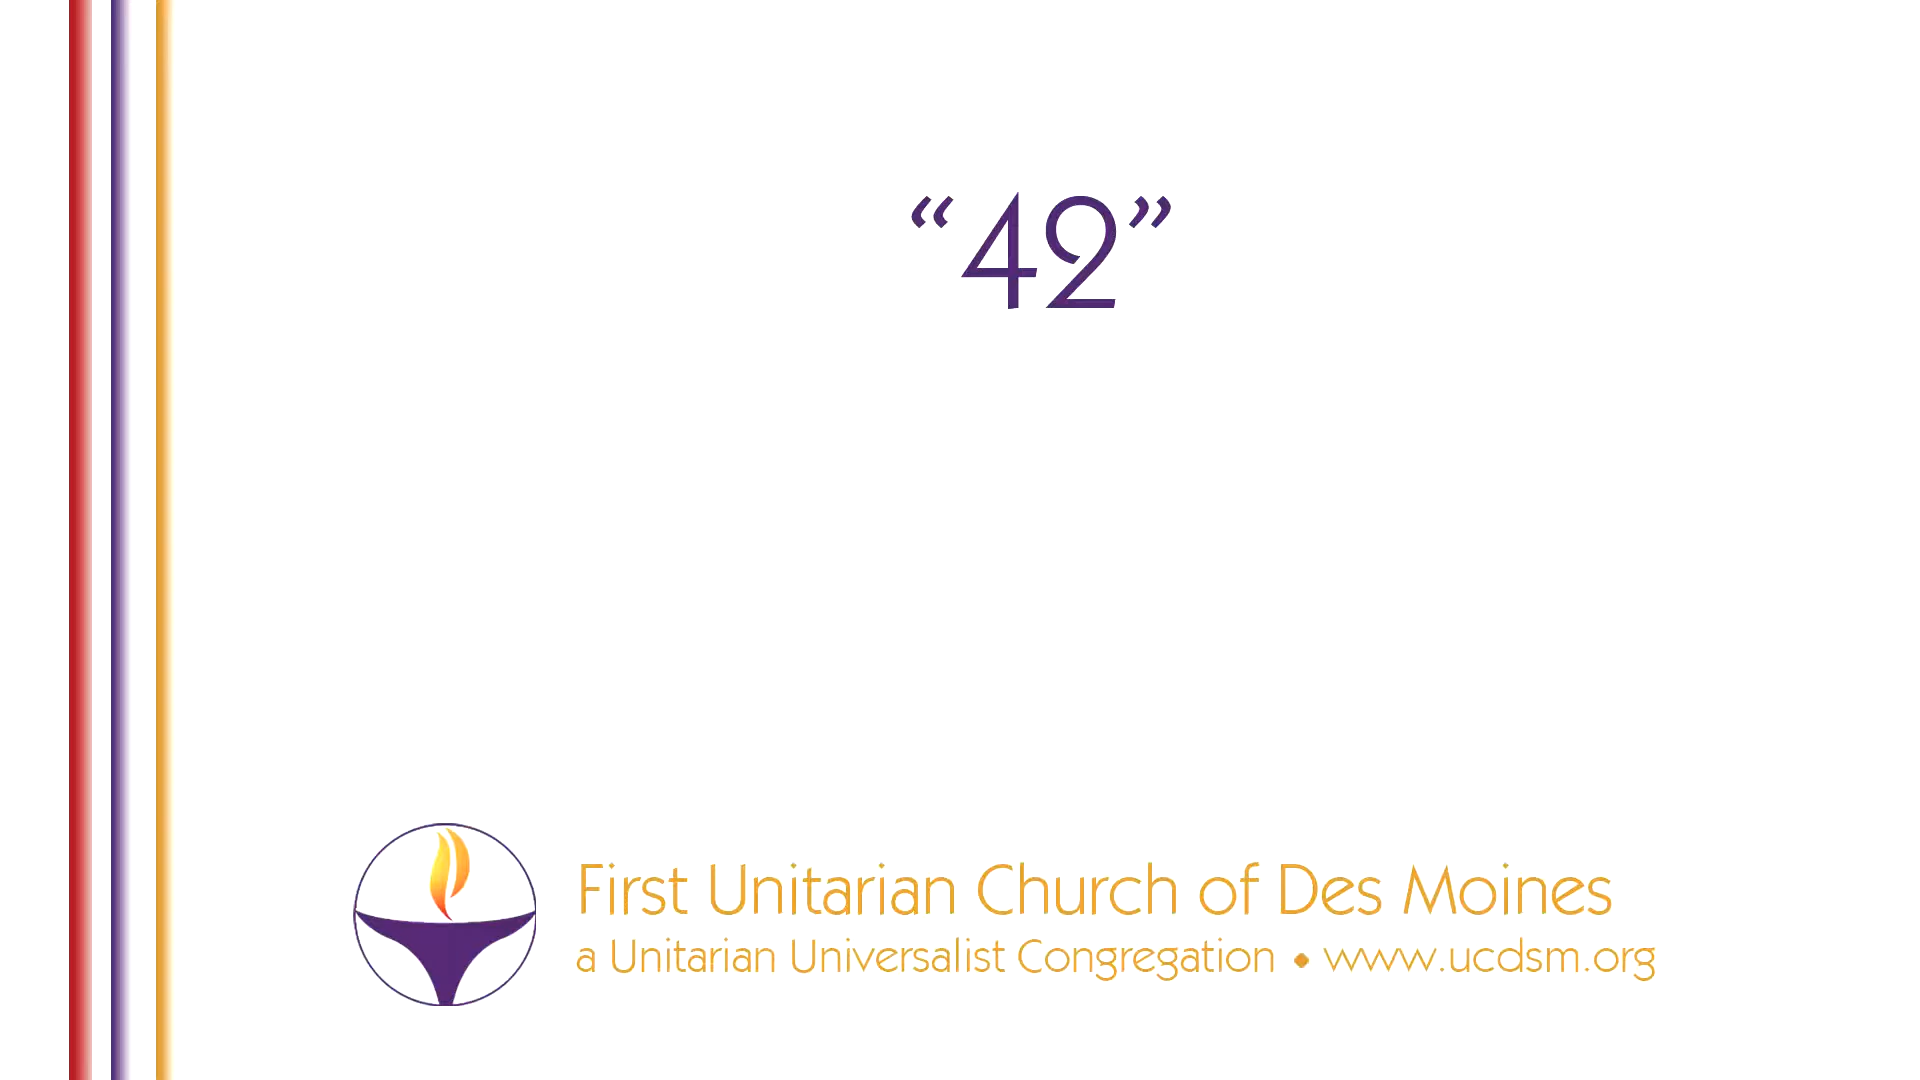 “42”
First Unitarian Church of Des Moines
a Unitarian Universalist Congregation • www.ucdsm.org